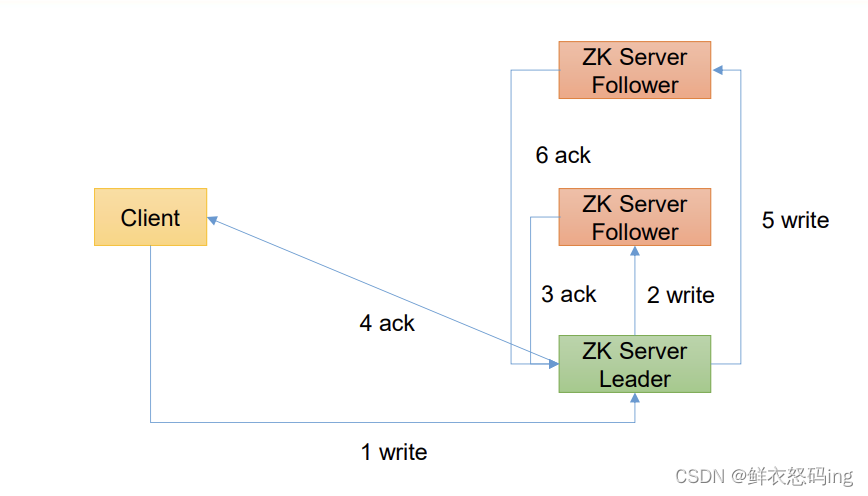 ZK Server
Follower
6 ack
Client
ZK Server
Follower
5 write
3 ack
2 write
4 ack
ZK Server
Leader
1 write
CSDN @鲜衣怒码ing